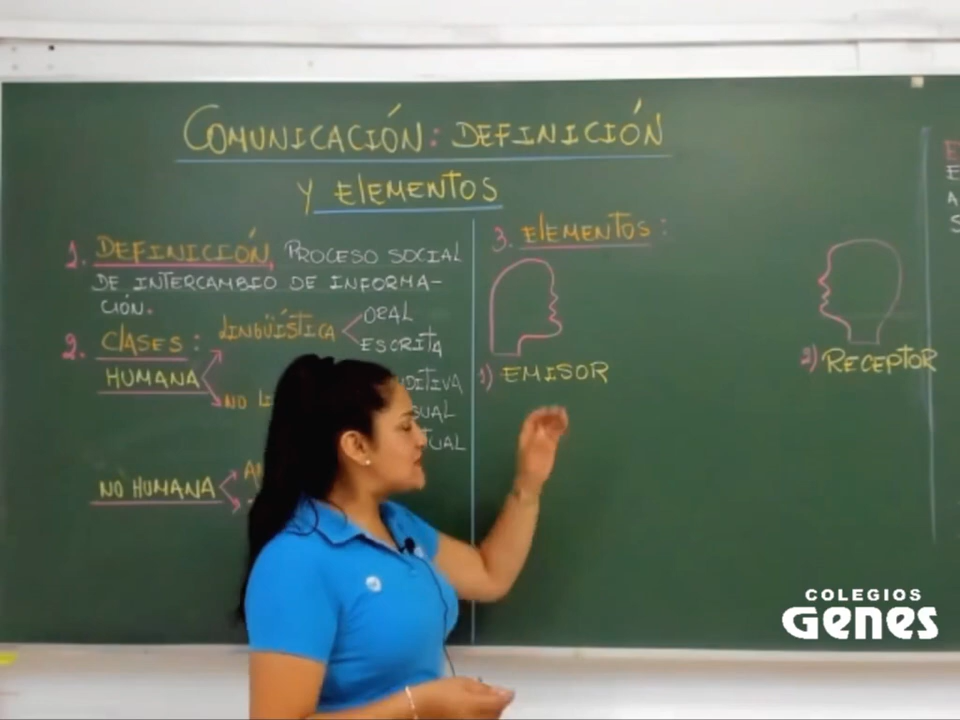 COMUNICACIÓN: DEFINICIÓN
Y ELEMENTOS
1. DEFINICIÓN, PROCESO SOCIAL
DE INTERCAMBIO DE INFORMA-
CIÓN.
2. CLASES:
LINGÜÍSTICA
ORAL
ESCRITA
HUMANA
NO
NO HUMANA
3. ELEMENTOS:
1) EMISOR
2) RECEPTOR
COLEGIOS
GENES